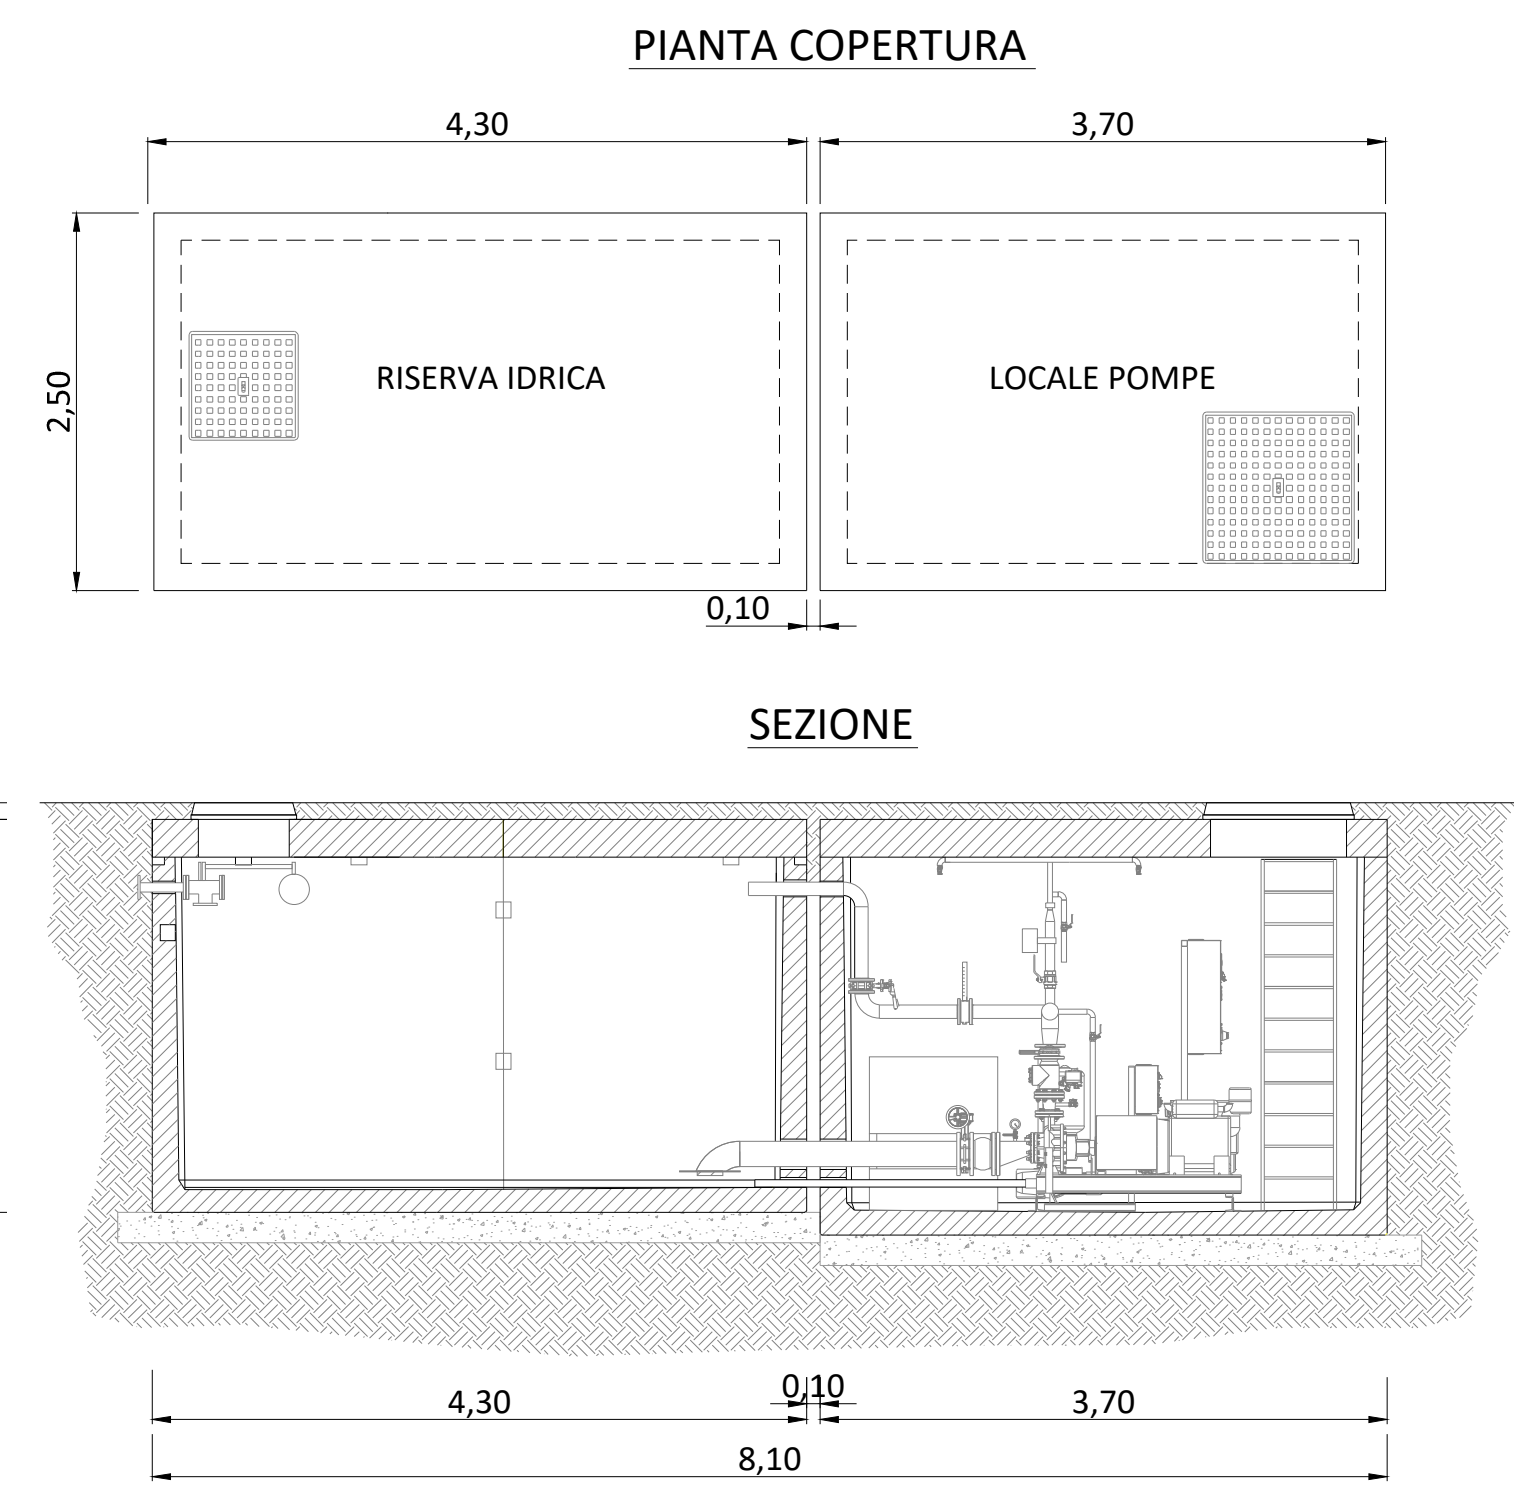 PIANTA COPERTURA
4,30
3,70
2,50
RISERVA IDRICA
LOCALE POMPE
0,10
SEZIONE
4,30
0,10
3,70
8,10